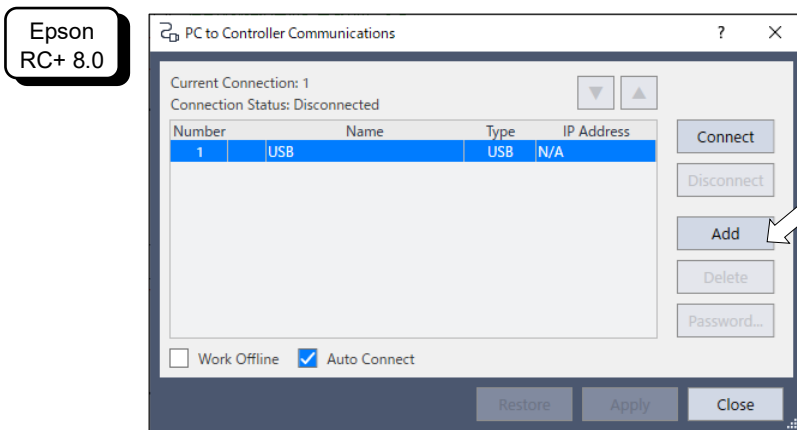 Epson
RC+ 8.0
PC to Controller Communications
Current Connection: 1
Connection Status: Disconnected
Number Name Type IP Address
1 USB USB N/A
Connect
Disconnect
Add
Delete
Password...
Work Offline Auto Connect
Restore Apply Close